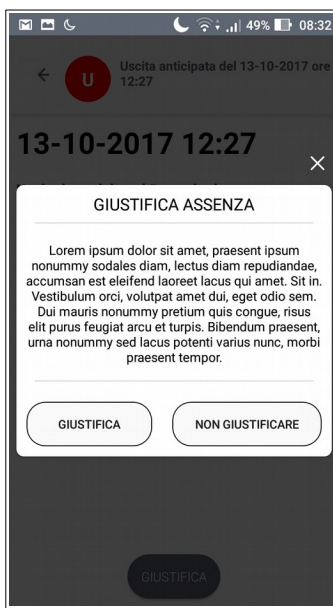 49% 08:32
Uscita anticipata del 13-10-2017 ore
U
12:27
13-10-2017 12:27
GIUSTIFICA ASSENZA
Lorem ipsum dolor sit amet, praesent ipsum
nonummy sodales diam, lectus diam repudiandae,
accumsan est eleifend laoreet lacus qui amet. Sit in.
Vestibulum orci, volutpat amet dui, eget odio sem.
Dui mauris nonummy pretium quis congue, risus
elit purus feugiat arcu et turpis. Bibendum praesent,
urna nonummy sed lacus potenti varius nunc, morbi
praesent tempor.
GIUSTIFICA NON GIUSTIFICARE
GIUSTIFICA